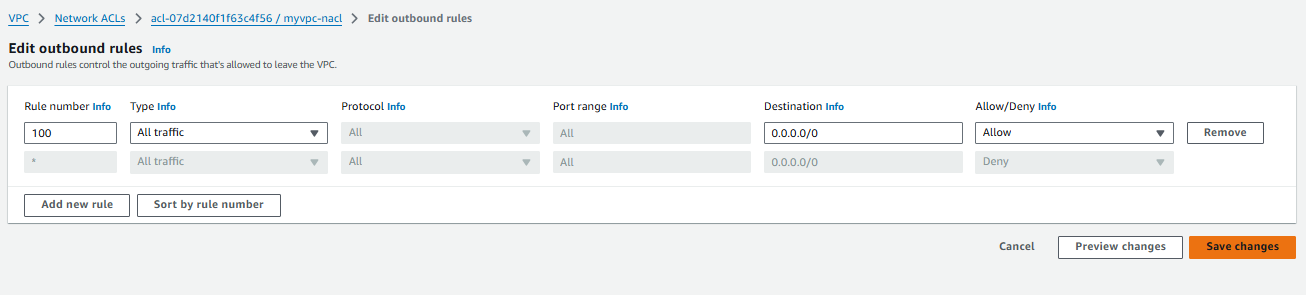 VPC > Network ACLs > acl-07d2140f1f63c4f56 / myvpc-nacl > Edit outbound rules
Edit outbound rules Info
Outbound rules control the outgoing traffic that's allowed to leave the VPC.
Rule number Info Type Info Protocol Info Port range Info Destination Info Allow/Deny Info
100 All traffic All All 0.0.0.0/0 Allow Remove
* All traffic All All 0.0.0.0/0 Deny
Add new rule Sort by rule number
Cancel Preview changes Save changes